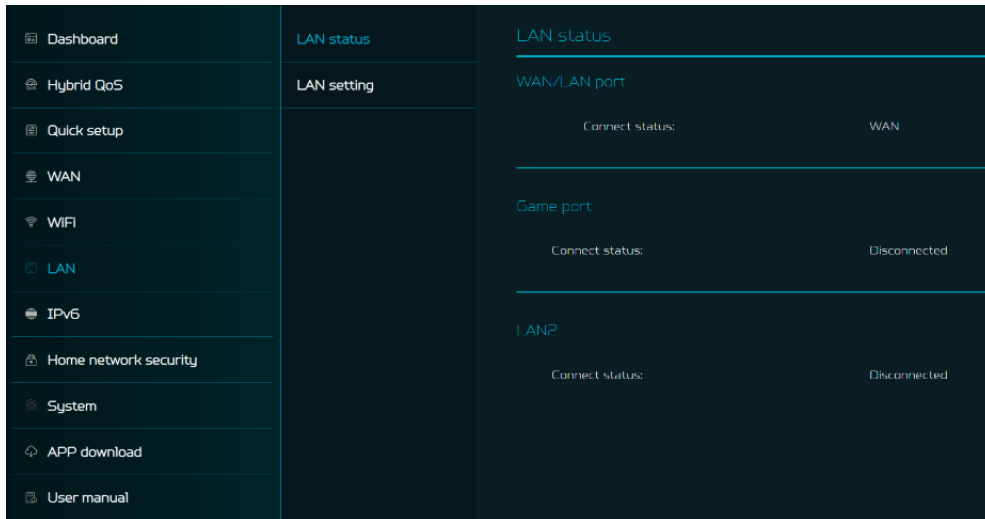 Dashboard
Hybrid QoS
Quick setup
WAN
WIFI
LAN
IPv6
Home network security
System
APP download
User manual
LAN status
LAN setting
LAN status
WAN/LAN port
Connect status: WAN
Game port
Connect status: Disconnected
LAN2
Connect status: Disconnected